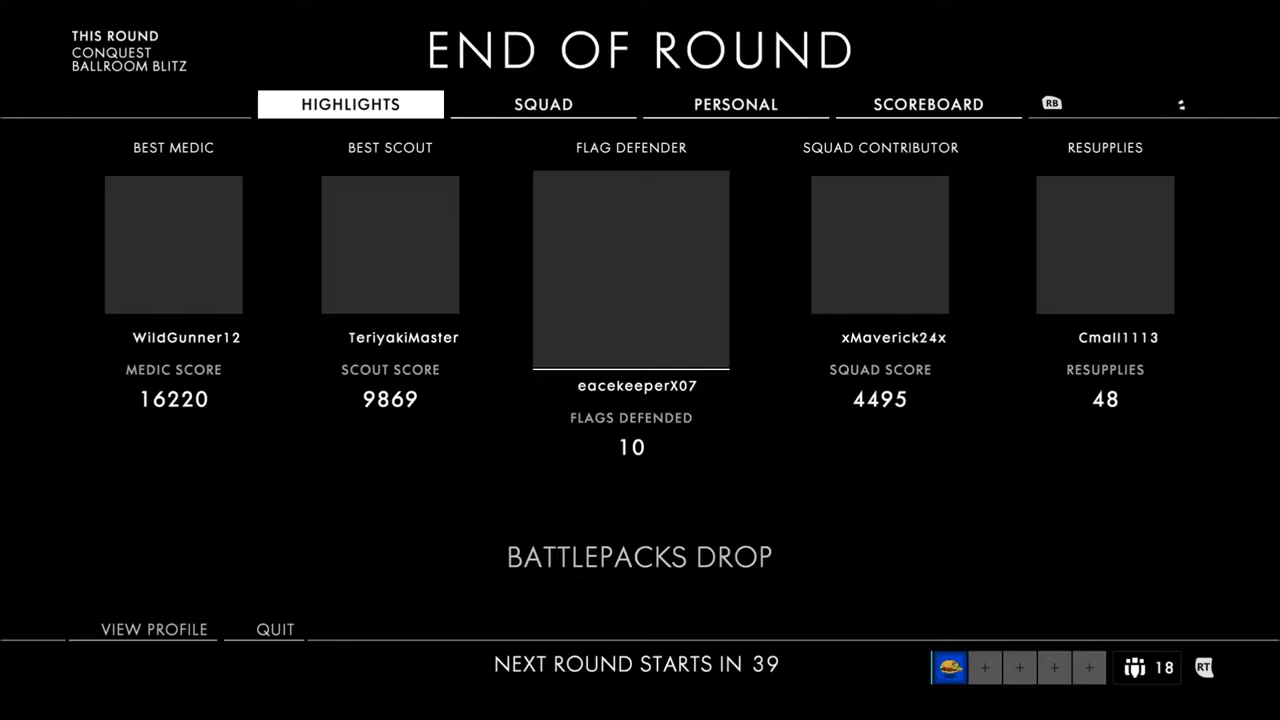 THIS ROUND
CONQUEST
BALLROOM BLITZ
END OF ROUND
HIGHLIGHTS
SQUAD
PERSONAL
SCOREBOARD
RB
BEST MEDIC
BEST SCOUT
FLAG DEFENDER
SQUAD CONTRIBUTOR
RESUPPLIES
WildGunner12
TeriyakiMaster
eacekeeperX07
xMaverick24x
Cmall1113
MEDIC SCORE
SCOUT SCORE
FLAGS DEFENDED
SQUAD SCORE
RESUPPLIES
16220
9869
10
4495
48
BATTLEPACKS DROP
VIEW PROFILE
QUIT
NEXT ROUND STARTS IN 39
+ + + +
18
RT